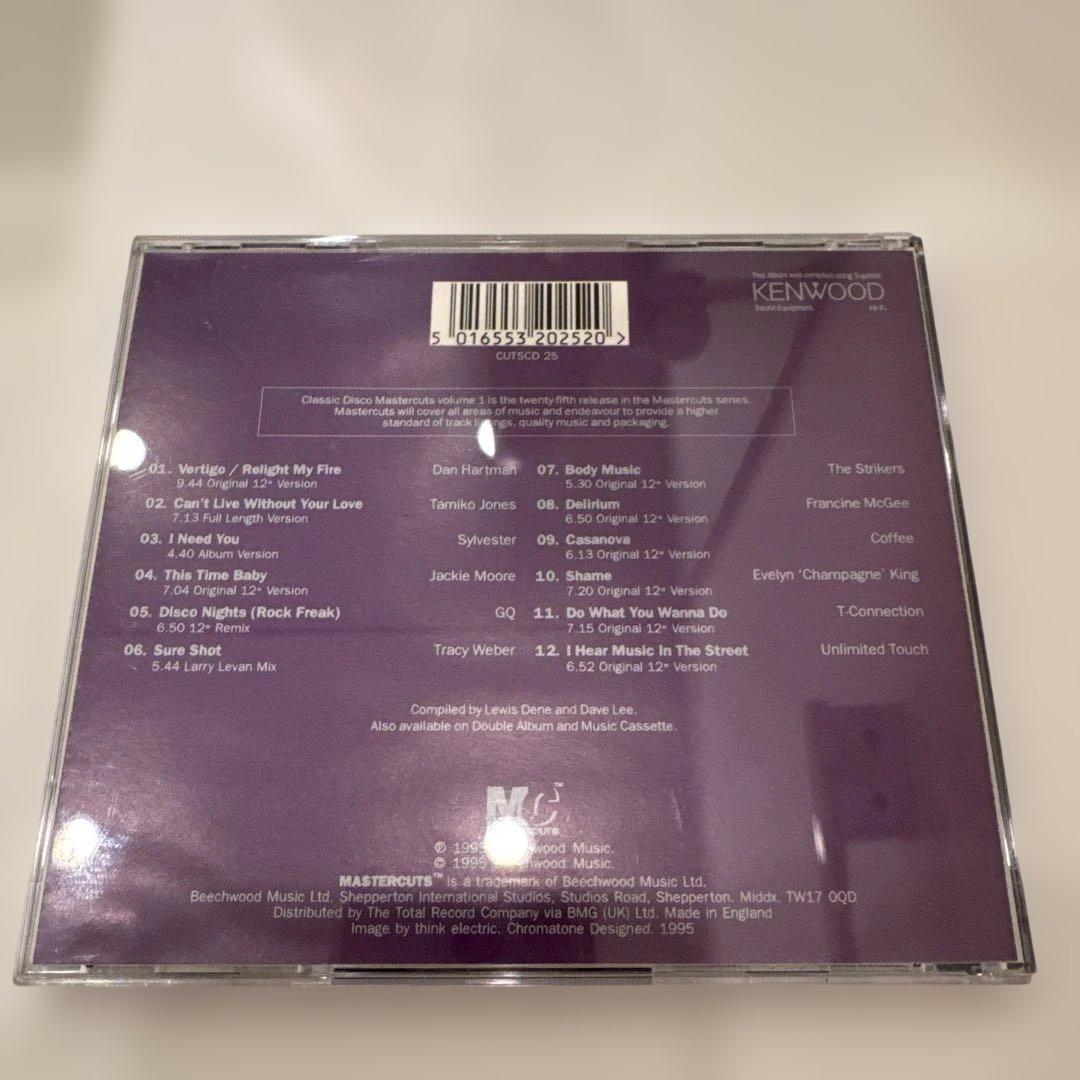 This Album was compiled using Superior
KENWOOD
Sound Equipment. Hi-Fi.
5 016553 202520 >
CUTSCD 25
Classic Disco Mastercuts volume 1 is the twenty-fifth release in the Mastercuts series.
Mastercuts will cover all areas of music and endeavour to provide a higher
standard of track listings, quality music and packaging.
01. Vertigo / Relight My Fire Dan Hartman
9.44 Original 12" Version
02. Can't Live Without Your Love Tamiko Jones
7.13 Full Length Version
03. I Need You Sylvester
4.40 Album Version
04. This Time Baby Jackie Moore
7.04 Original 12" Version
05. Disco Nights (Rock Freak) GQ
6.50 12" Remix
06. Sure Shot Tracy Weber
5.44 Larry Levan Mix
07. Body Music The Strikers
5.30 Original 12" Version
08. Delirium Francine McGee
6.50 Original 12" Version
09. Casanova Coffee
6.13 Original 12" Version
10. Shame Evelyn 'Champagne' King
7.20 Original 12" Version
11. Do What You Wanna Do T-Connection
7.15 Original 12" Version
12. I Hear Music In The Street Unlimited Touch
6.52 Original 12" Version
Compiled by Lewis Dene and Dave Lee.
Also available on Double Album and Music Cassette.
MC™
℗ 1995 Music.
© 1995 Music.
MASTERCUTS™ is a trademark of Beechwood Music Ltd.
Beechwood Music Ltd. Shepperton International Studios, Studios Road, Shepperton. Middx. TW17 0QD
Distributed by The Total Record Company via BMG (UK) Ltd. Made in England
Image by think electric. Chromatone Designed. 1995